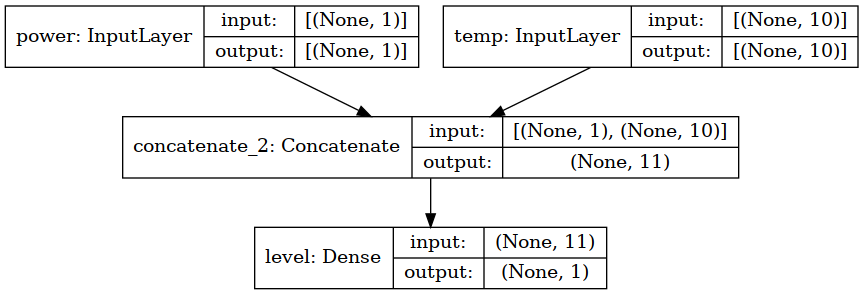 power: InputLayer
input: [(None, 1)]
output: [(None, 1)]
temp: InputLayer
input: [(None, 10)]
output: [(None, 10)]
concatenate_2: Concatenate
input: [(None, 1), (None, 10)]
output: (None, 11)
level: Dense
input: (None, 11)
output: (None, 1)